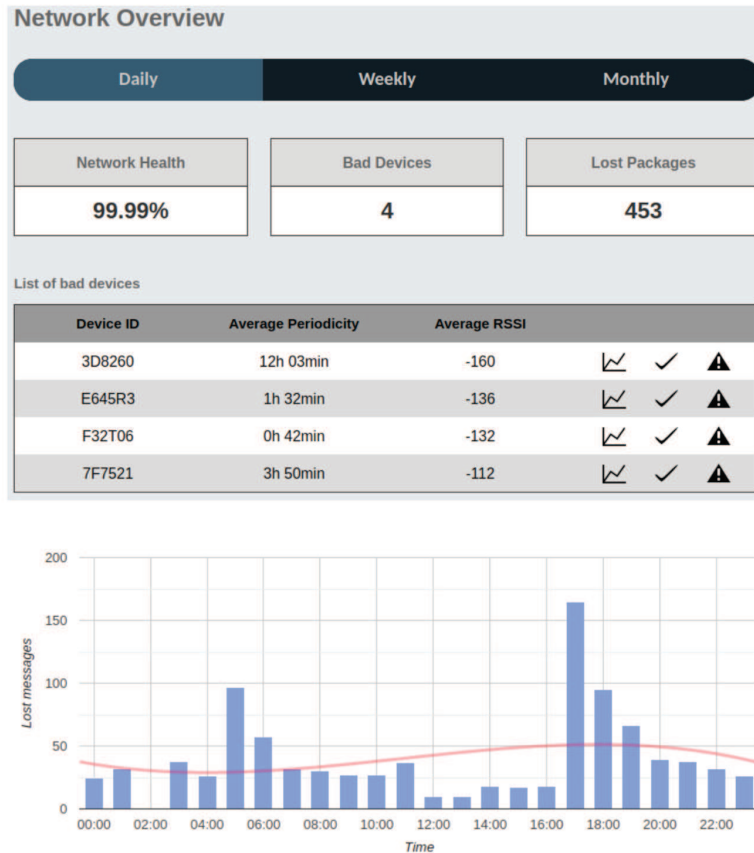 Network Overview
Daily Weekly Monthly
Network Health Bad Devices Lost Packages
99.99% 4 453
List of bad devices
Device ID Average Periodicity Average RSSI
3D8260 12h 03min -160
E645R3 1h 32min -136
F32T06 0h 42min -132
7F7521 3h 50min -112
200
150
100
50
0
Lost messages
00:00 02:00 04:00 06:00 08:00 10:00 12:00 14:00 16:00 18:00 20:00 22:00
Time